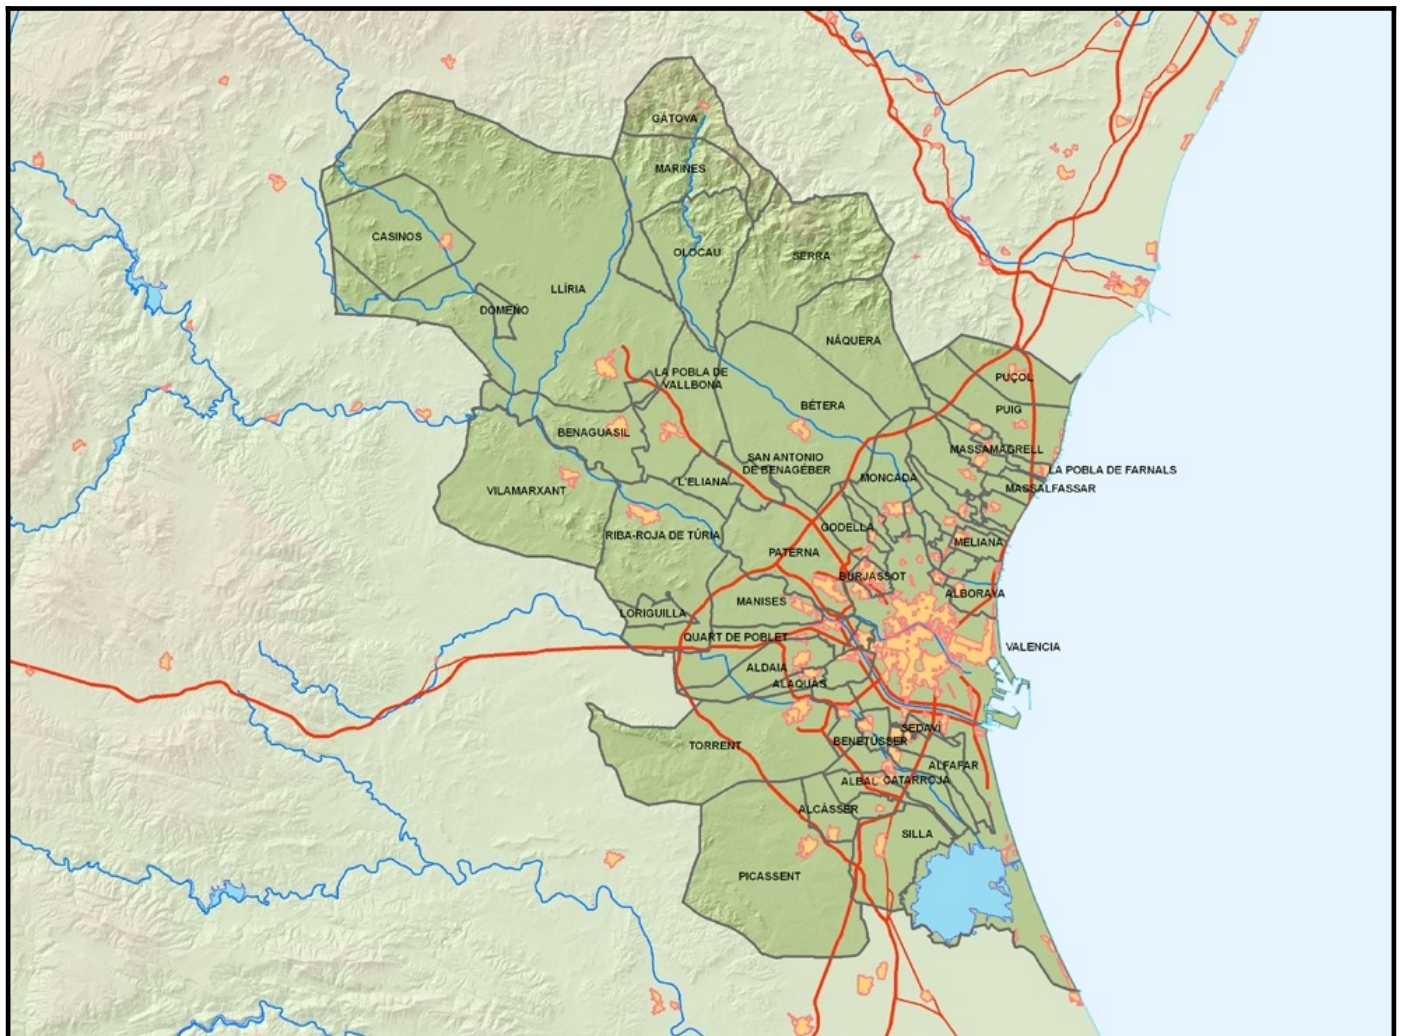 GÁTOVA
MARINES
CASINOS
OLOCAU
SERRA
LLÍRIA
DOMEÑO
NÁQUERA
LA POBLA DE
VALLBONA
PUÇOL
BÉTERA
PUIG
BENAGUASIL
MASSAMAGRELL
SAN ANTONIO
DE BENAGÉBER
LA POBLA DE FARNALS
L'ELIANA
MONCADA
MASSALFASSAR
VILAMARXANT
GODELLA
RIBA-ROJA DE TÚRIA
MELIANA
PATERNA
BURJASSOT
ALBORAYA
MANISES
LORIGUILLA
QUART DE POBLET
VALENCIA
ALDAIA
ALAQUÀS
SEDAVÍ
BENETÚSSER
TORRENT
ALFAFAR
ALBAL
CATARROJA
ALCÀSSER
SILLA
PICASSENT